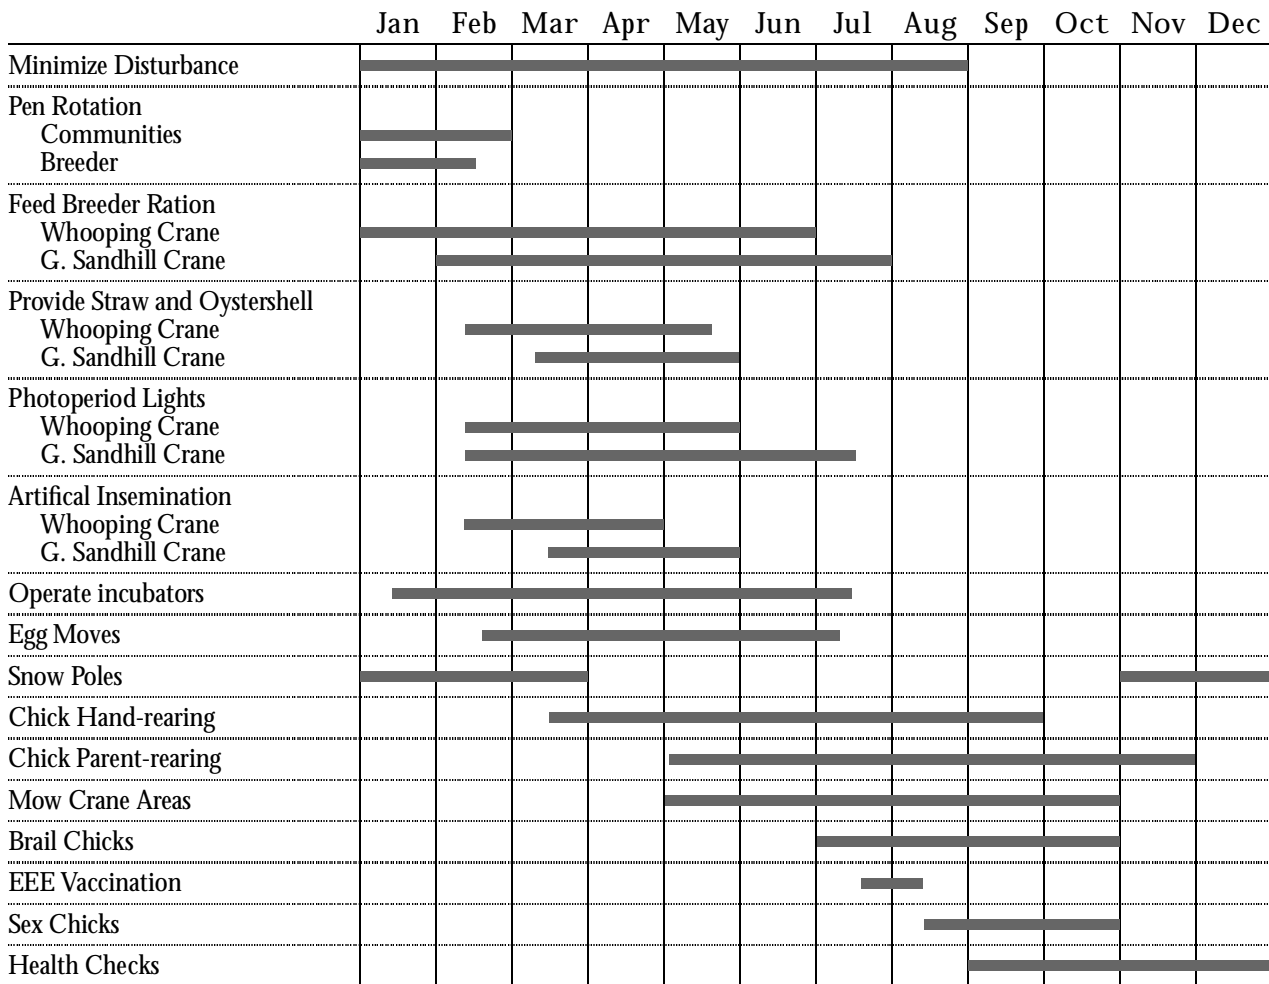 Jan Feb Mar Apr May Jun Jul Aug Sep Oct Nov Dec
Minimize Disturbance
Pen Rotation
Communities
Breeder
Feed Breeder Ration
Whooping Crane
G. Sandhill Crane
Provide Straw and Oystershell
Whooping Crane
G. Sandhill Crane
Photoperiod Lights
Whooping Crane
G. Sandhill Crane
Artifical Insemination
Whooping Crane
G. Sandhill Crane
Operate incubators
Egg Moves
Snow Poles
Chick Hand-rearing
Chick Parent-rearing
Mow Crane Areas
Brail Chicks
EEE Vaccination
Sex Chicks
Health Checks